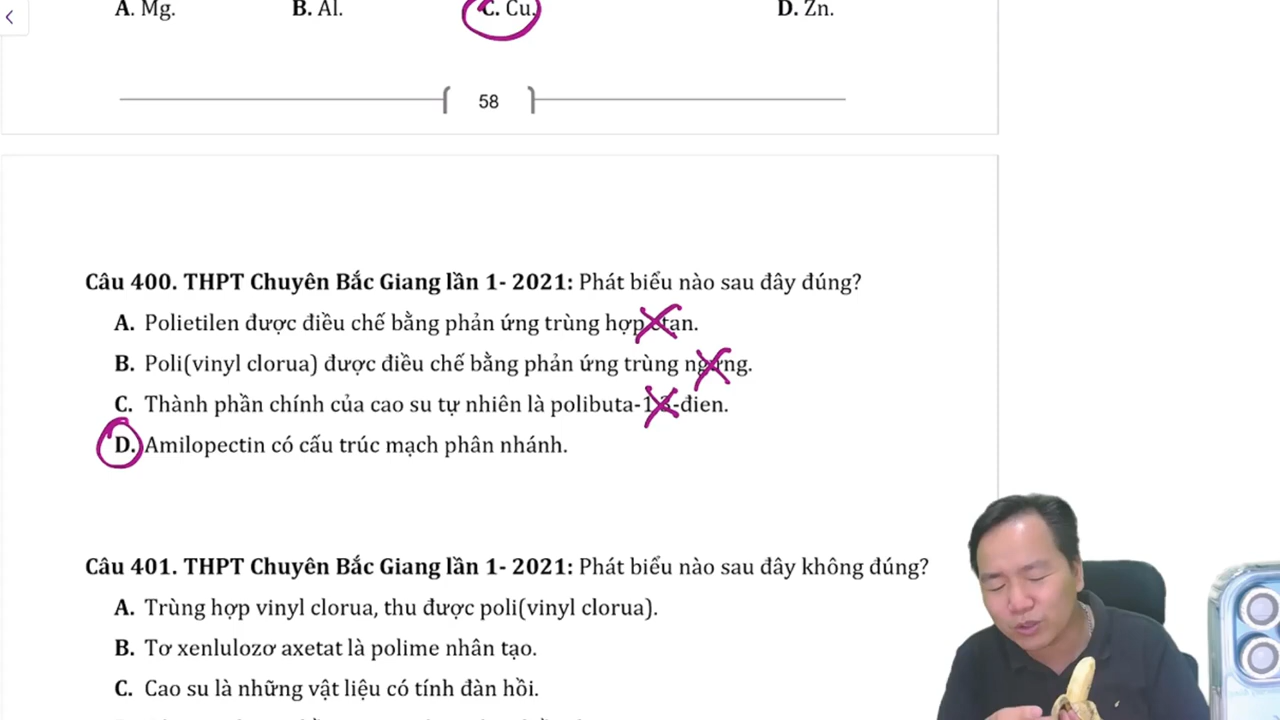 A. Mg. B. Al. C. Cu. D. Zn.
58
Câu 400. THPT Chuyên Bắc Giang lần 1- 2021: Phát biểu nào sau đây đúng?
A. Polietilen được điều chế bằng phản ứng trùng hợp etan.
B. Poli(vinyl clorua) được điều chế bằng phản ứng trùng ngưng.
C. Thành phần chính của cao su tự nhiên là polibuta-1,3-đien.
D. Amilopectin có cấu trúc mạch phân nhánh.
Câu 401. THPT Chuyên Bắc Giang lần 1- 2021: Phát biểu nào sau đây không đúng?
A. Trùng hợp vinyl clorua, thu được poli(vinyl clorua).
B. Tơ xenlulozơ axetat là polime nhân tạo.
C. Cao su là những vật liệu có tính đàn hồi.